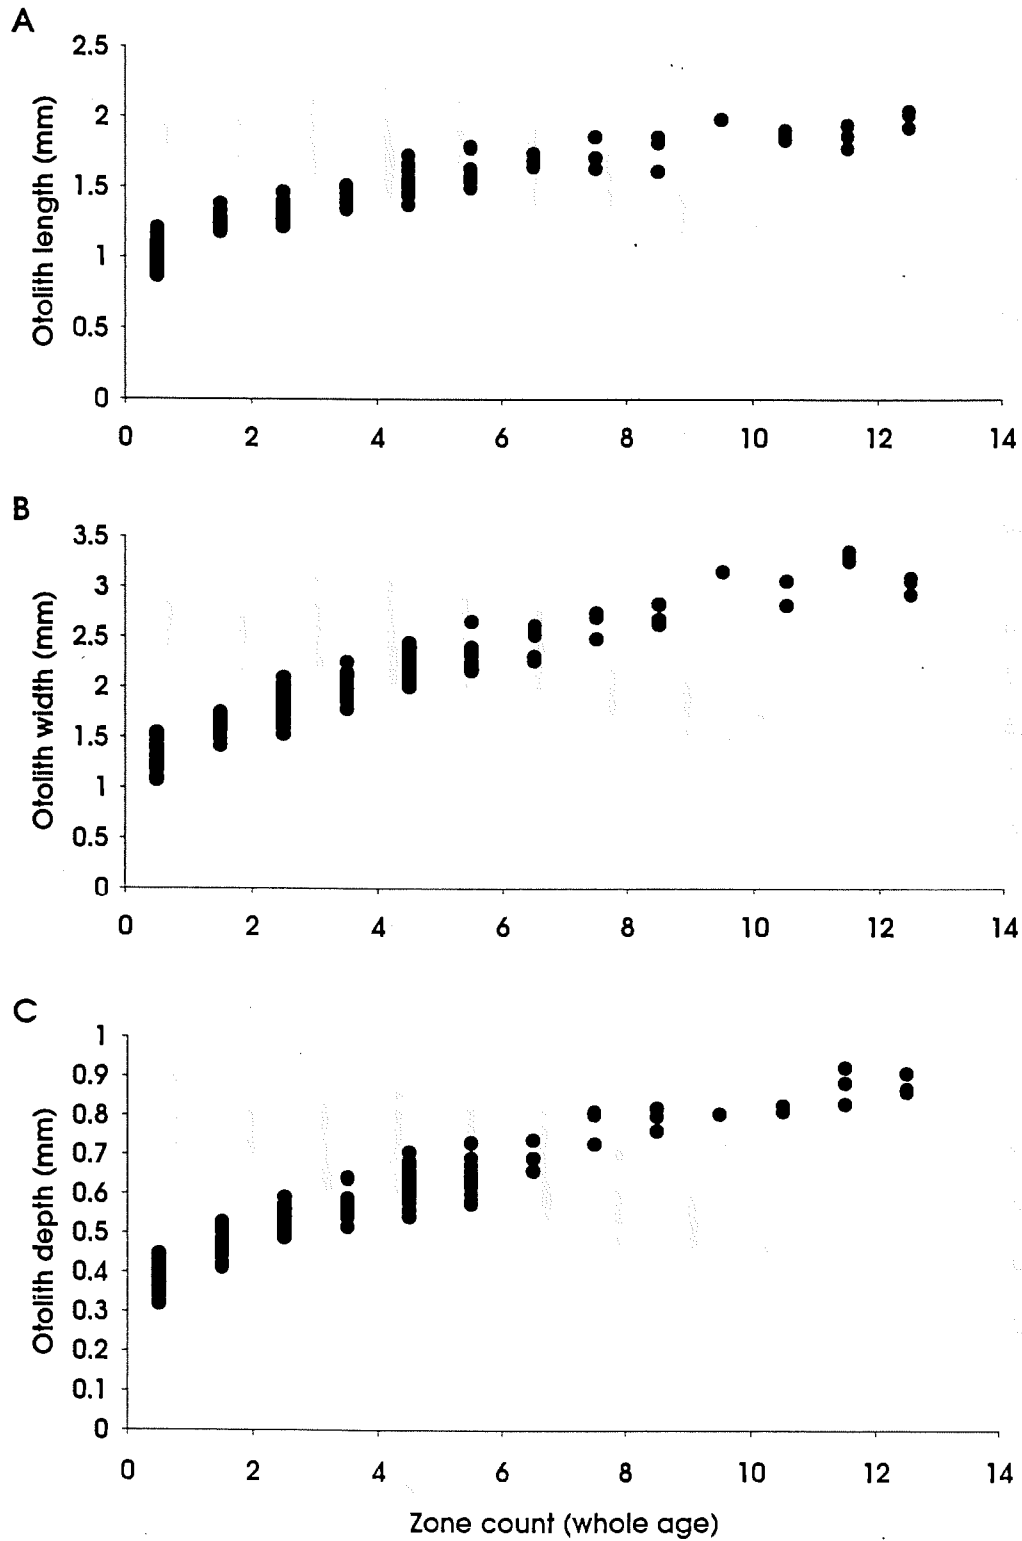 A
2.5
2
1.5
1
0.5
0
Otolith length (mm)
0 2 4 6 8 10 12 14
B
3.5
3
2.5
2
1.5
1
0.5
0
Otolith width (mm)
0 2 4 6 8 10 12 14
C
1
0.9
0.8
0.7
0.6
0.5
0.4
0.3
0.2
0.1
0
Otolith depth (mm)
0 2 4 6 8 10 12 14
Zone count (whole age)